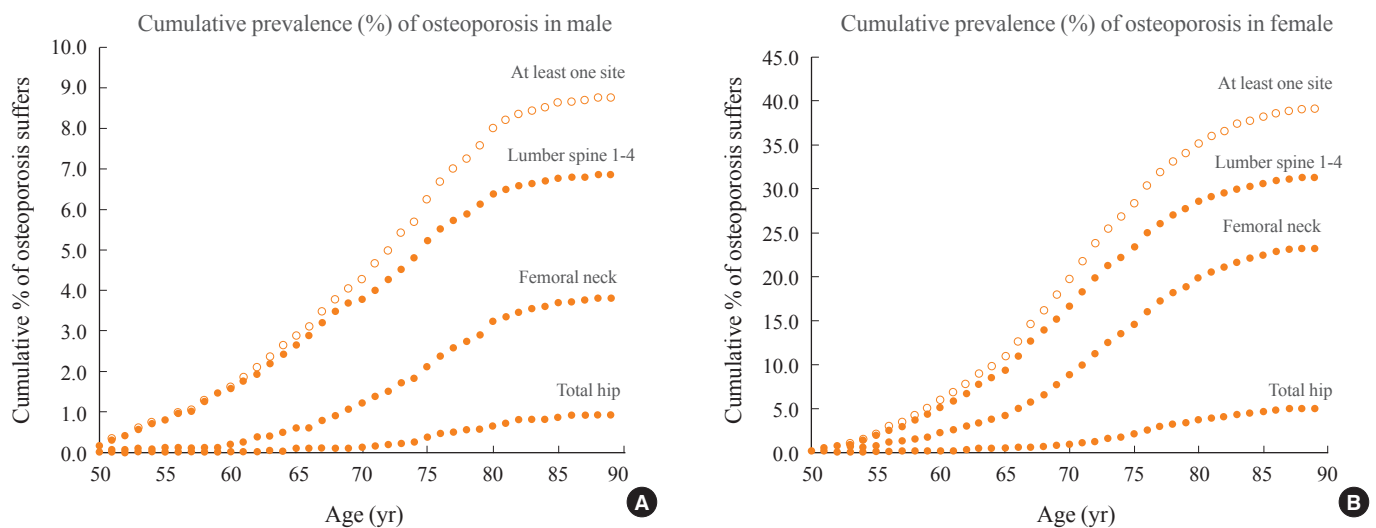 Cumulative prevalence (%) of osteoporosis in male
Cumulative % of osteoporosis suffers
10.0
9.0
8.0
7.0
6.0
5.0
4.0
3.0
2.0
1.0
0.0
At least one site
Lumber spine 1-4
Femoral neck
Total hip
50 55 60 65 70 75 80 85 90
Age (yr)
A
Cumulative prevalence (%) of osteoporosis in female
Cumulative % of osteoporosis suffers
45.0
40.0
35.0
30.0
25.0
20.0
15.0
10.0
5.0
0.0
At least one site
Lumber spine 1-4
Femoral neck
Total hip
50 55 60 65 70 75 80 85 90
Age (yr)
B